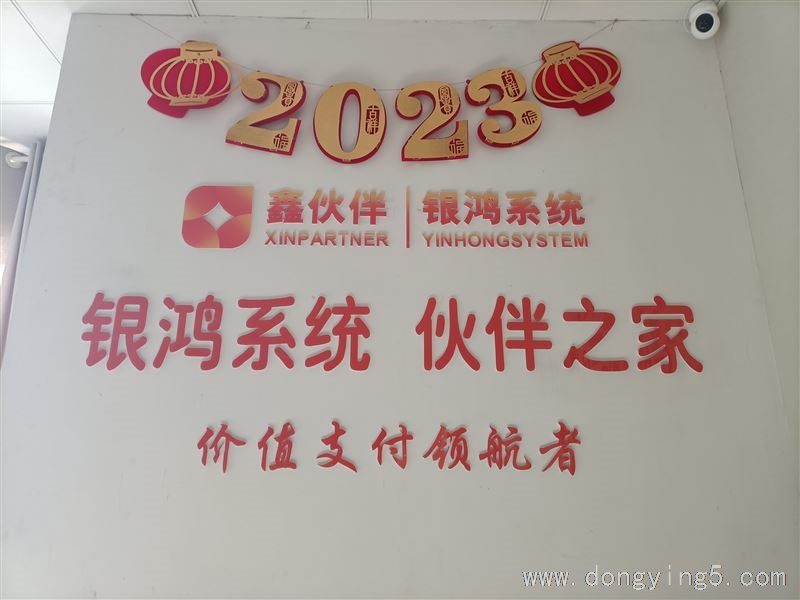 2023
鑫伙伴 | 银鸿系统
XINPARTNER YINHONGSYSTEM
银鸿系统 伙伴之家
价值支付领航者
www.dongying5.com